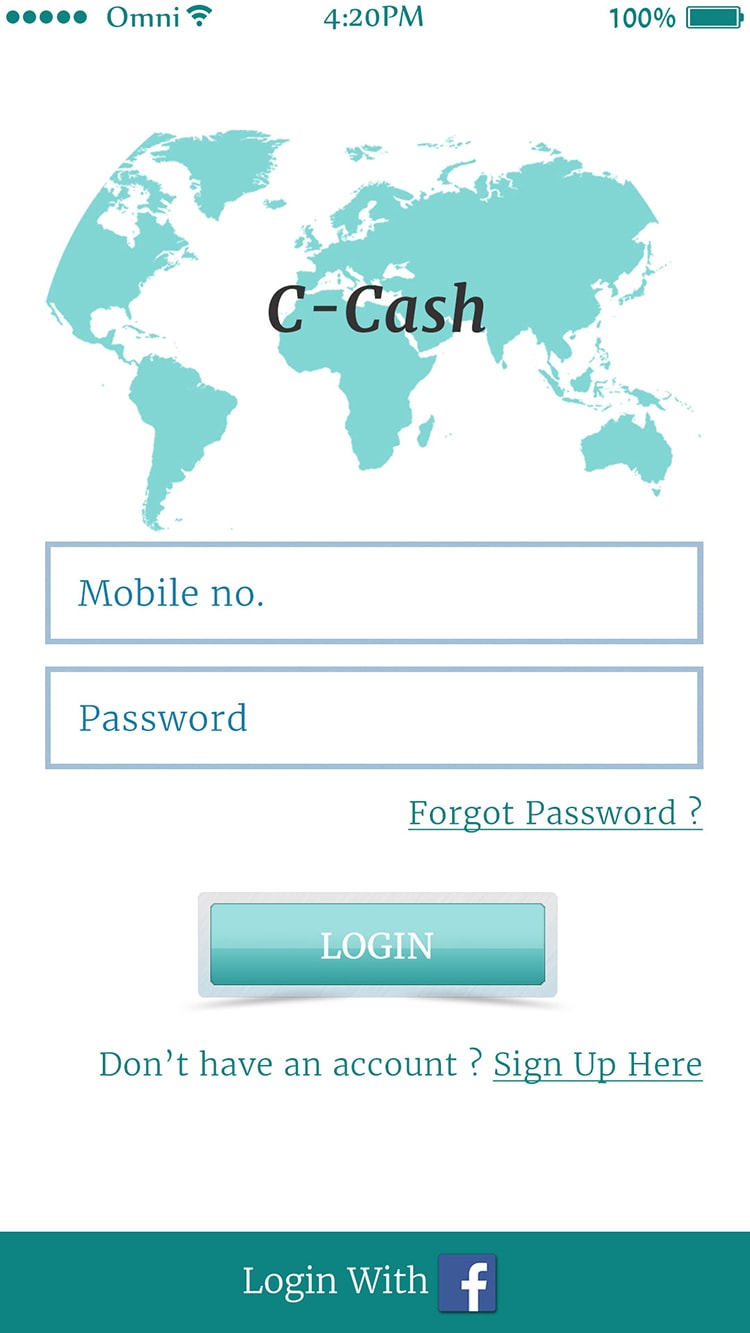 Omni 4:20PM 100%
C-Cash
Mobile no.
Password
Forgot Password ?
LOGIN
Don’t have an account ? Sign Up Here
Login With f